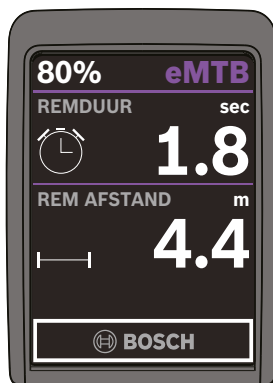 80% eMTB
REMDUUR sec
1.8
REM AFSTAND m
4.4
BOSCH